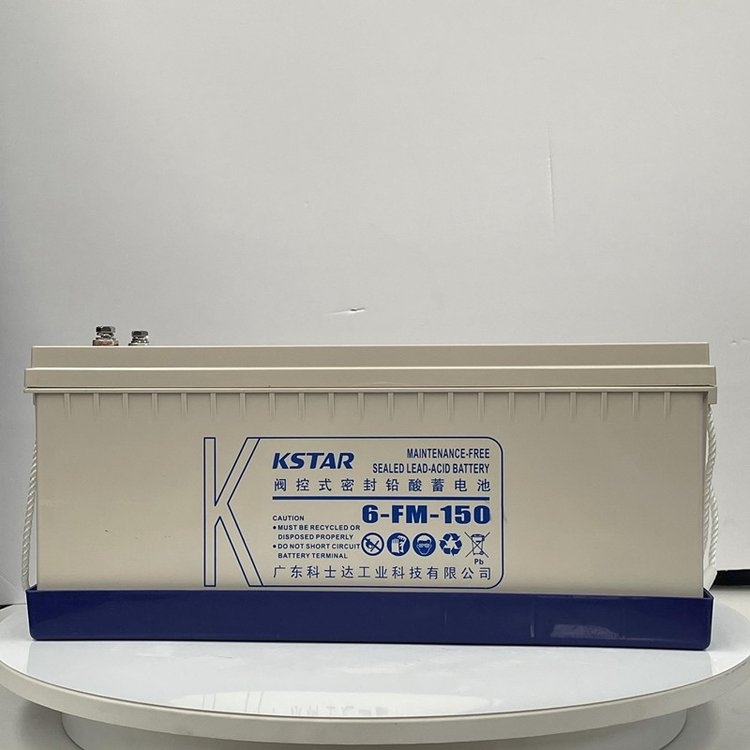 KSTAR
MAINTENANCE-FREE
SEALED LEAD-ACID BATTERY
阀控式密封铅酸蓄电池
6-FM-150
CAUTION
● MUST BE RECYCLED OR
DISPOSED PROPERLY
● DO NOT SHORT CIRCUIT
BATTERY TERMINAL
Pb
广东科士达工业科技有限公司